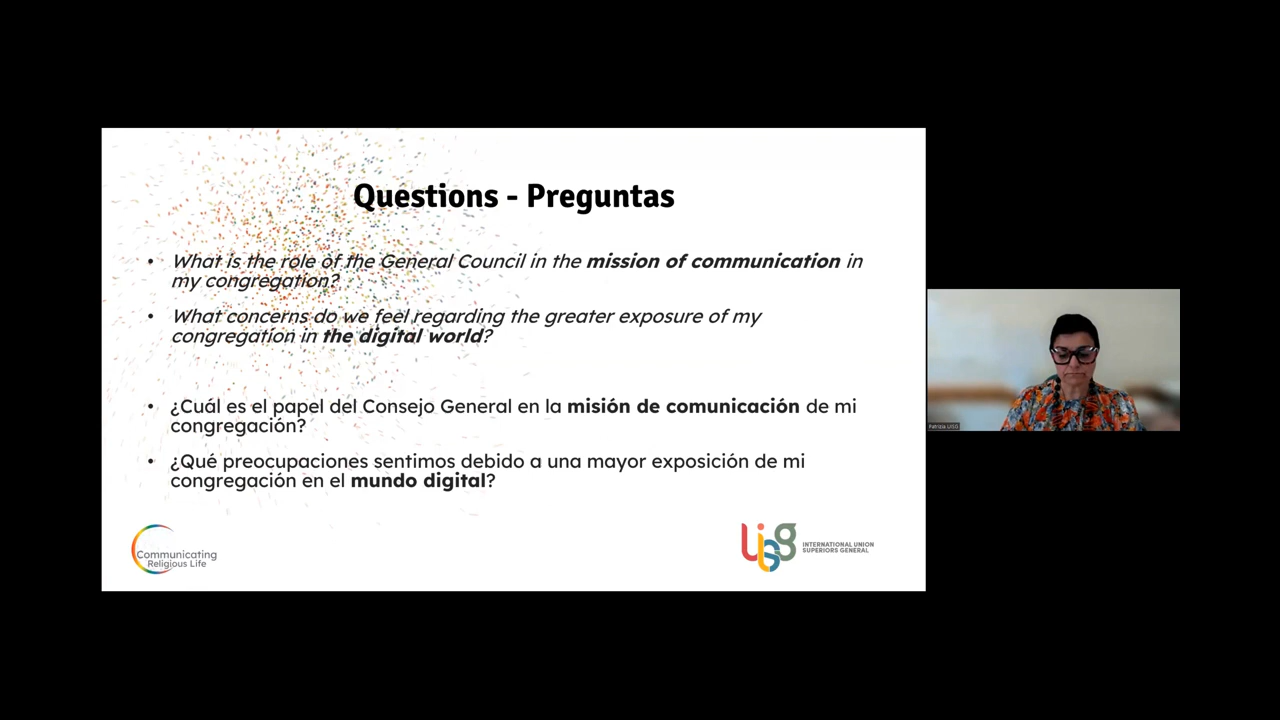 Questions - Preguntas
• What is the role of the General Council in the mission of communication in
my congregation?
• What concerns do we feel regarding the greater exposure of my
congregation in the digital world?
• ¿Cuál es el papel del Consejo General en la misión de comunicación de mi
congregación?
• ¿Qué preocupaciones sentimos debido a una mayor exposición de mi
congregación en el mundo digital?
Communicating
Religious Life
uisg
INTERNATIONAL UNION
SUPERIORS GENERAL
Patrizia UISG